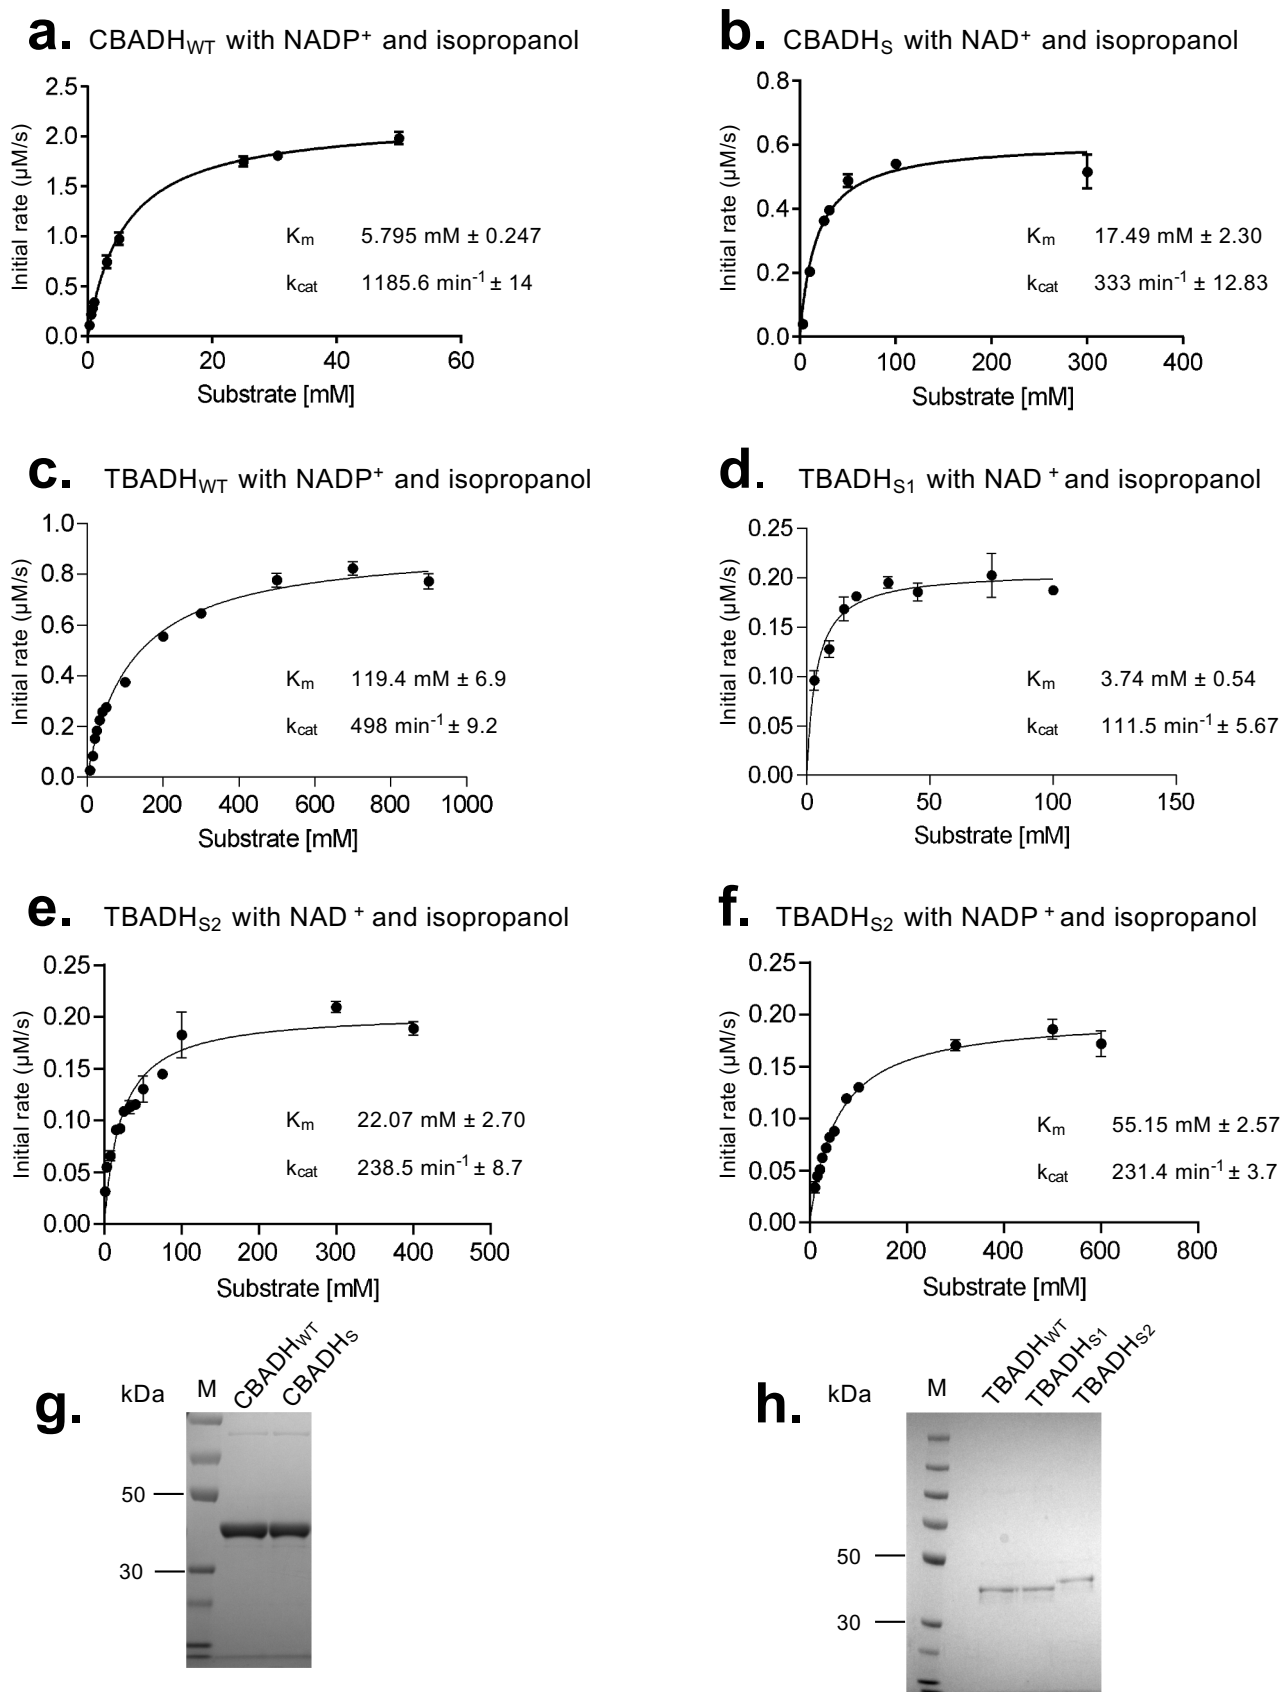 a. CBADHWT with NADP+ and isopropanol
2.5
2.0
1.5
1.0
0.5
0.0
Initial rate (µM/s)
Km 5.795 mM ± 0.247
kcat 1185.6 min-1 ± 14
0 20 40 60
Substrate [mM]
b. CBADHS with NAD+ and isopropanol
0.8
0.6
0.4
0.2
0.0
Initial rate (µM/s)
Km 17.49 mM ± 2.30
kcat 333 min-1 ± 12.83
0 100 200 300 400
Substrate [mM]
c. TBADHWT with NADP+ and isopropanol
1.0
0.8
0.6
0.4
0.2
0.0
Initial rate (µM/s)
Km 119.4 mM ± 6.9
kcat 498 min-1 ± 9.2
0 200 400 600 800 1000
Substrate [mM]
d. TBADHS1 with NAD + and isopropanol
0.25
0.20
0.15
0.10
0.05
0.00
Initial rate (µM/s)
Km 3.74 mM ± 0.54
kcat 111.5 min-1 ± 5.67
0 50 100 150
Substrate [mM]
e. TBADHS2 with NAD + and isopropanol
0.25
0.20
0.15
0.10
0.05
0.00
Initial rate (µM/s)
Km 22.07 mM ± 2.70
kcat 238.5 min-1 ± 8.7
0 100 200 300 400 500
Substrate [mM]
f. TBADHS2 with NADP + and isopropanol
0.25
0.20
0.15
0.10
0.05
0.00
Initial rate (µM/s)
Km 55.15 mM ± 2.57
kcat 231.4 min-1 ± 3.7
0 200 400 600 800
Substrate [mM]
g.
kDa M CBADHWT CBADHS
50
30
h.
kDa M TBADHWT TBADHS1 TBADHS2
50
30